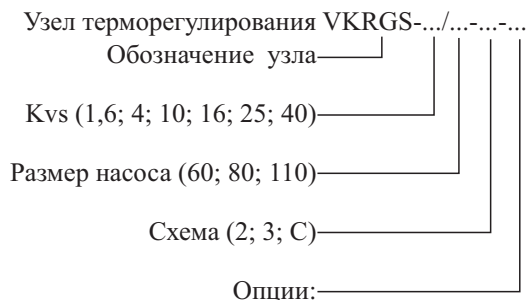 Узел терморегулирования VKRGS-.../...-...-...
Обозначение узла
Kvs (1,6; 4; 10; 16; 25; 40)
Размер насоса (60; 80; 110)
Схема (2; 3; С)
Опции: